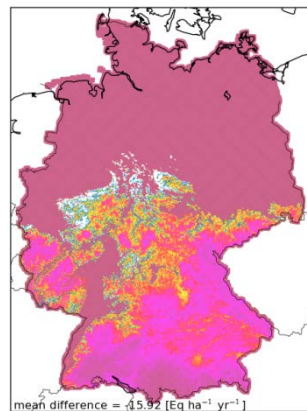 mean difference = -15.92 [Eq ha⁻¹ yr⁻¹]